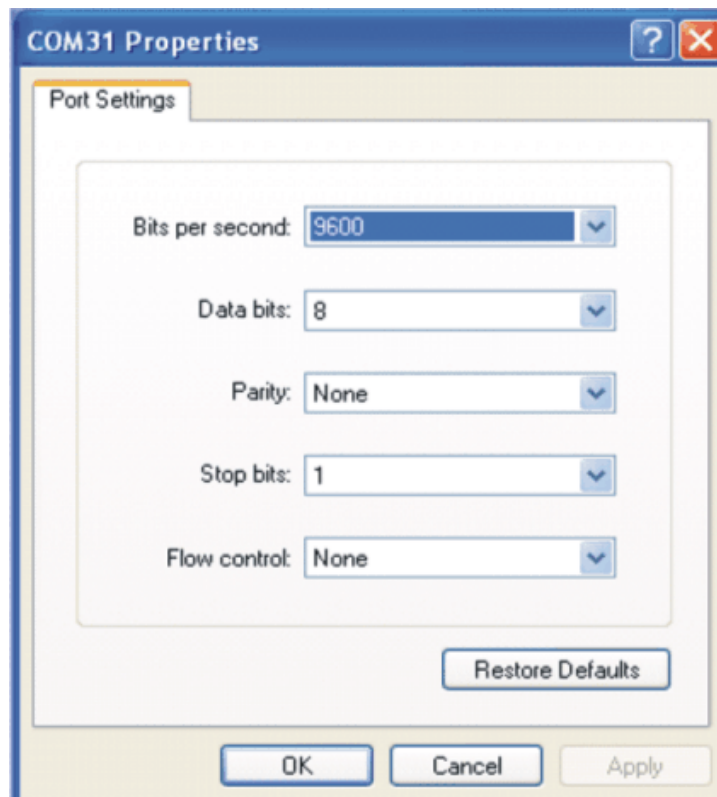 COM31 Properties
Port Settings
Bits per second: 9600
Data bits: 8
Parity: None
Stop bits: 1
Flow control: None
Restore Defaults
OK Cancel Apply